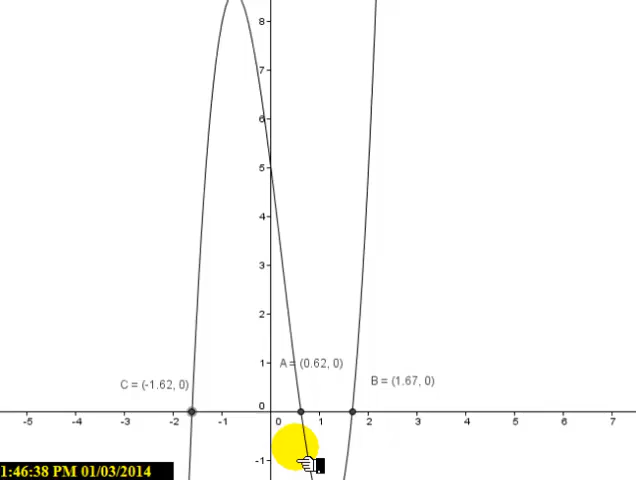 8
7
6
5
4
3
2
1
A = (0.62, 0)
B = (1.67, 0)
C = (-1.62, 0)
0
-5 -4 -3 -2 -1 0 1 2 3 4 5 6 7
-1
1:46:38 PM 01/03/2014